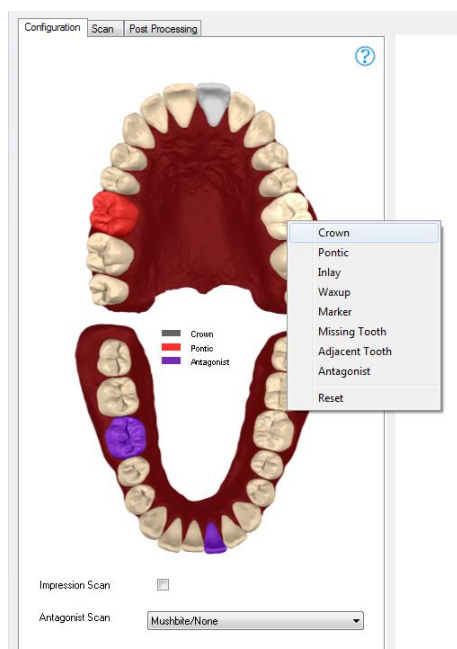 Configuration Scan Post Processing
?
Crown
Pontic
Inlay
Waxup
Marker
Missing Tooth
Adjacent Tooth
Antagonist
Reset
Crown
Pontic
Antagonist
Impression Scan
Antagonist Scan Mushbite/None